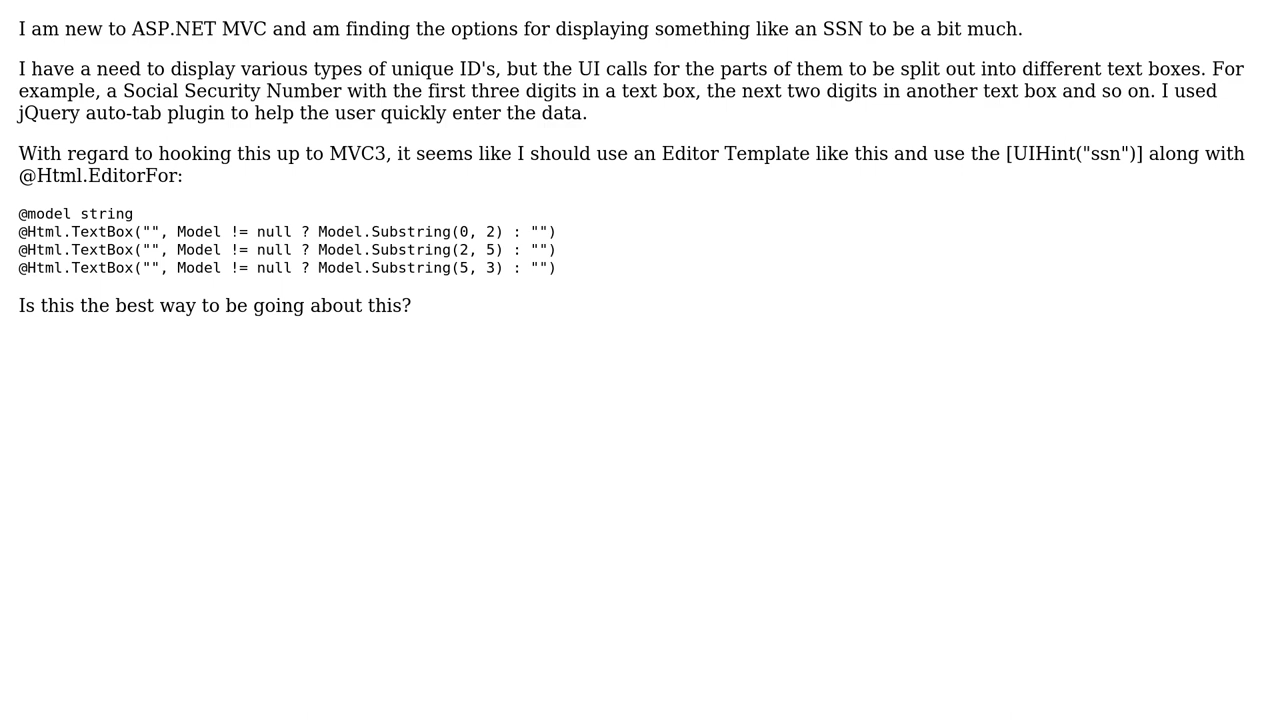 I am new to ASP.NET MVC and am finding the options for displaying something like an SSN to be a bit much.
I have a need to display various types of unique ID's, but the UI calls for the parts of them to be split out into different text boxes. For
example, a Social Security Number with the first three digits in a text box, the next two digits in another text box and so on. I used
jQuery auto-tab plugin to help the user quickly enter the data.
With regard to hooking this up to MVC3, it seems like I should use an Editor Template like this and use the [UIHint("ssn")] along with
@Html.EditorFor:
@model string
@Html.TextBox("", Model != null ? Model.Substring(0, 2) : "")
@Html.TextBox("", Model != null ? Model.Substring(2, 5) : "")
@Html.TextBox("", Model != null ? Model.Substring(5, 3) : "")
Is this the best way to be going about this?